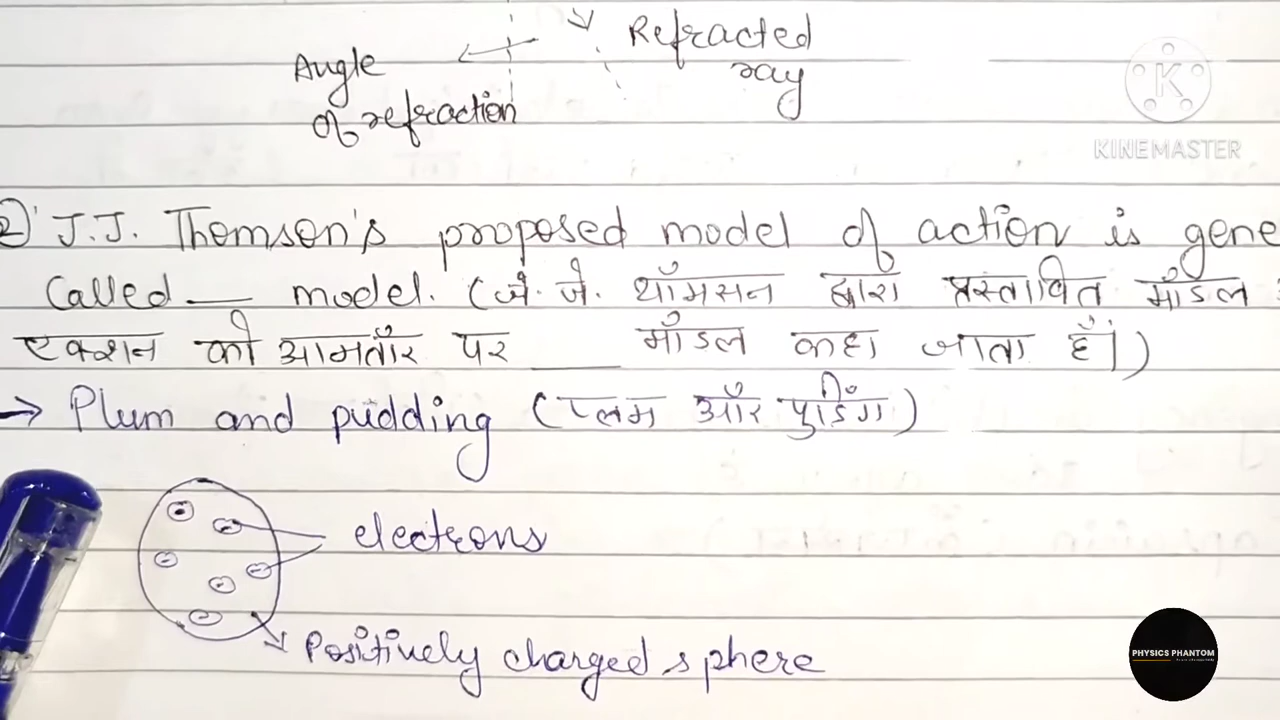 Refracted
ray
Angle
of refraction
K
KINEMASTER
2) J.J. Thomson's proposed model of action is gene
Called ___ model. (जे. जे. थॉमसन द्वारा प्रस्तावित मॉडल
एक्शन को आमतौर पर ____ मॉडल कहा जाता है।)
→ Plum and pudding (प्लम और पुडिंग)
electrons
Positively charged sphere
PHYSICS PHANTOM